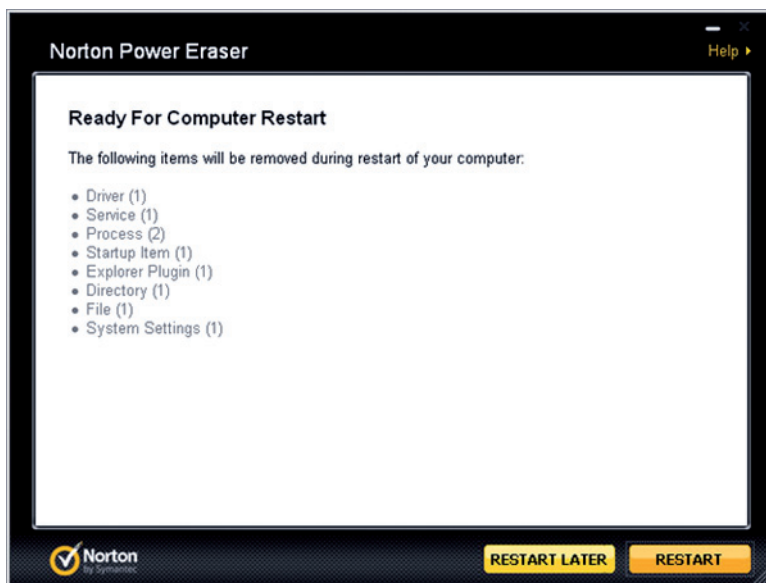 Norton Power Eraser
Help
Ready For Computer Restart
The following items will be removed during restart of your computer:
• Driver (1)
• Service (1)
• Process (2)
• Startup Item (1)
• Explorer Plugin (1)
• Directory (1)
• File (1)
• System Settings (1)
Norton
by Symantec
RESTART LATER
RESTART